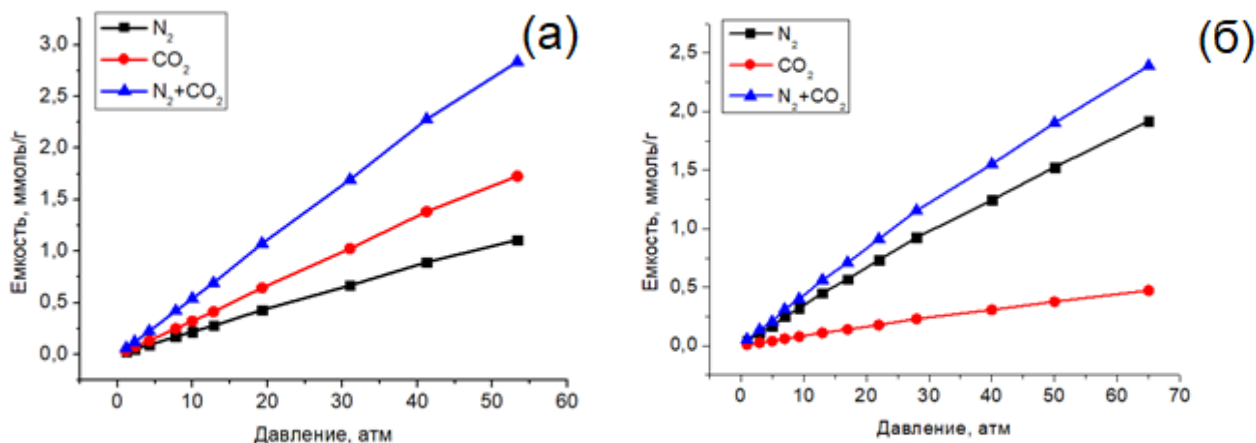 (а)
N₂
CO₂
N₂+CO₂
Емкость, ммоль/г
3,0
2,5
2,0
1,5
1,0
0,5
0,0
0 10 20 30 40 50 60
Давление, атм
(б)
N₂
CO₂
N₂+CO₂
Емкость, ммоль/г
2,5
2,0
1,5
1,0
0,5
0,0
0 10 20 30 40 50 60 70
Давление, атм